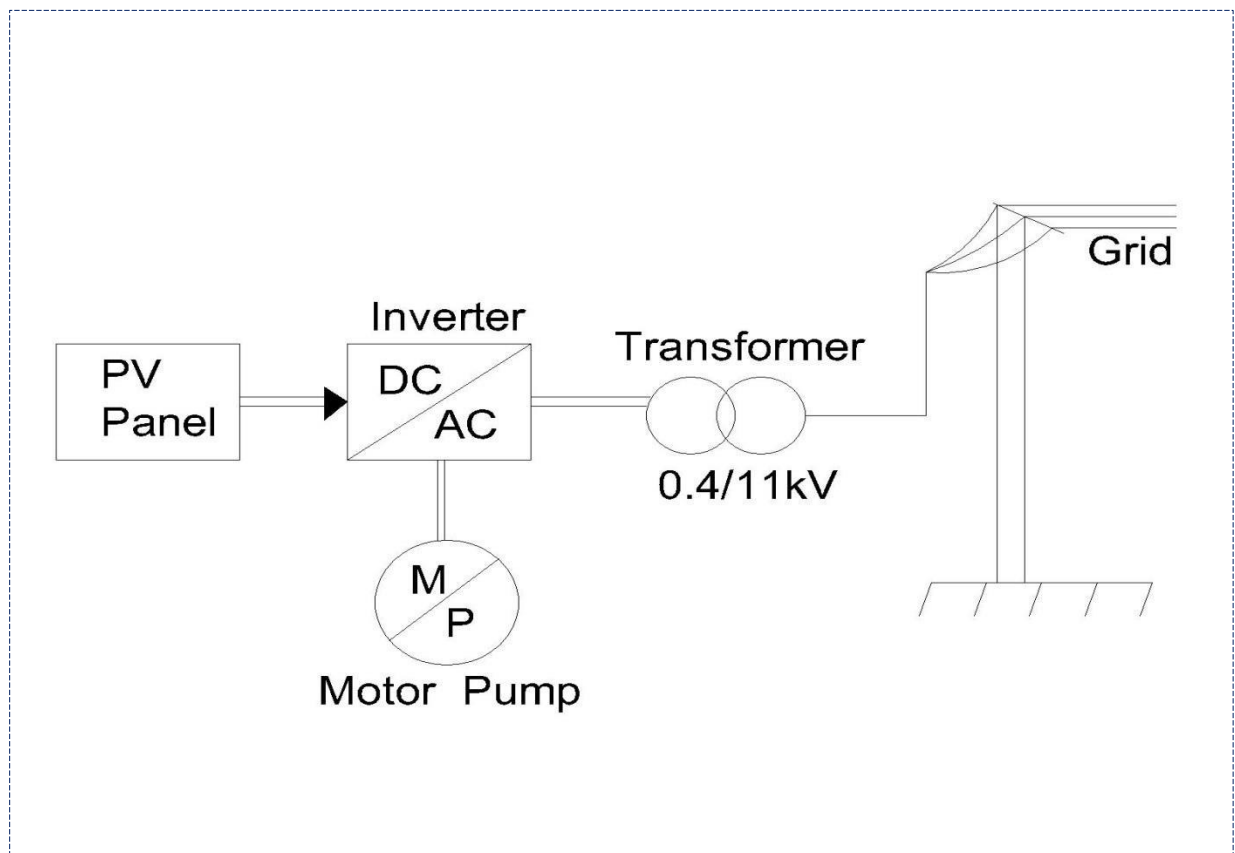 PV
Panel
Inverter
DC
AC
Transformer
0.4/11kV
Grid
M
P
Motor Pump